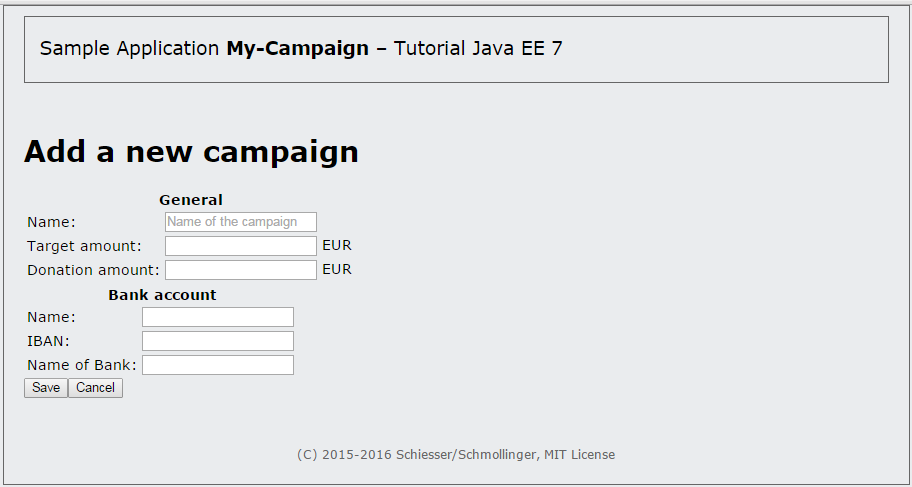 Sample Application My-Campaign – Tutorial Java EE 7
Add a new campaign
General
Name: Name of the campaign
Target amount: EUR
Donation amount: EUR
Bank account
Name:
IBAN:
Name of Bank:
Save Cancel
(C) 2015-2016 Schiesser/Schmollinger, MIT License